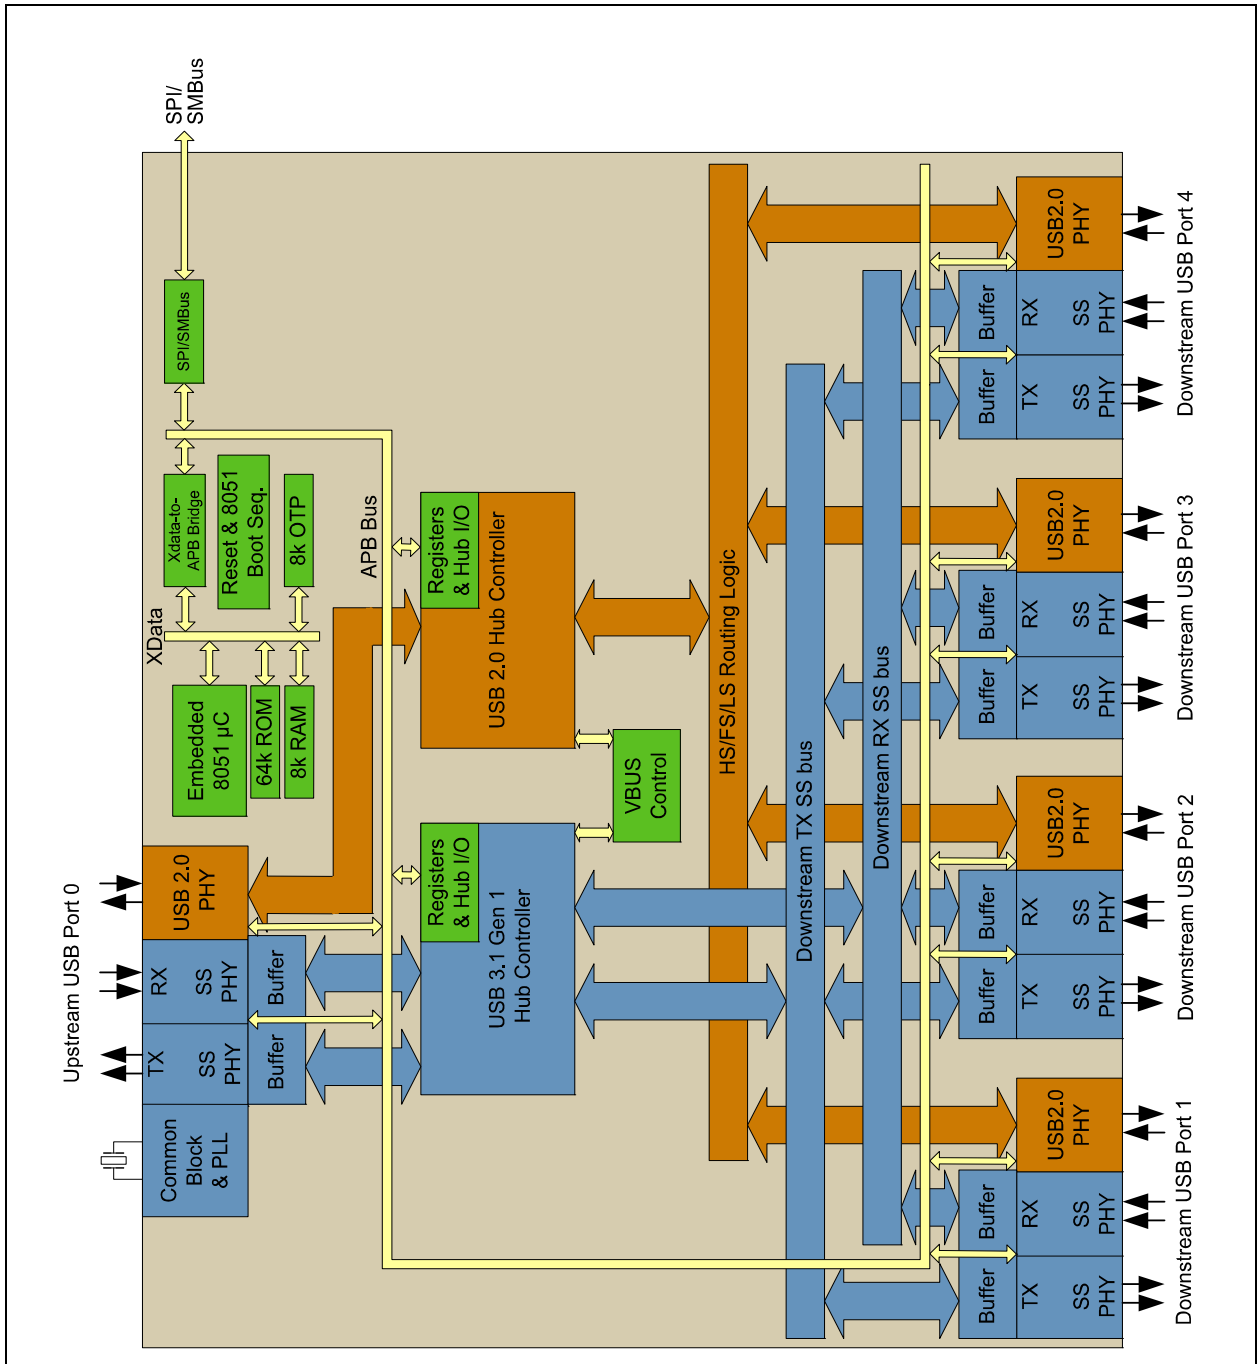 Upstream USB Port 0
Common
Block
& PLL
TX
SS
PHY
RX
SS
PHY
USB 2.0
PHY
Buffer
Buffer
Embedded
8051 µC
64k ROM
8k RAM
XData
Xdata-to-
APB Bridge
Reset & 8051
Boot Seq.
8k OTP
SPI/SMBus
SPI/
SMBus
APB Bus
Registers
& Hub I/O
USB 3.1 Gen 1
Hub Controller
Registers
& Hub I/O
USB 2.0 Hub Controller
VBUS
Control
HS/FS/LS Routing Logic
Downstream TX SS bus
Downstream RX SS bus
Buffer
Buffer
TX
SS
PHY
RX
SS
PHY
USB2.0
PHY
Downstream USB Port 1
Buffer
Buffer
TX
SS
PHY
RX
SS
PHY
USB2.0
PHY
Downstream USB Port 2
Buffer
Buffer
TX
SS
PHY
RX
SS
PHY
USB2.0
PHY
Downstream USB Port 3
Buffer
Buffer
TX
SS
PHY
RX
SS
PHY
USB2.0
PHY
Downstream USB Port 4